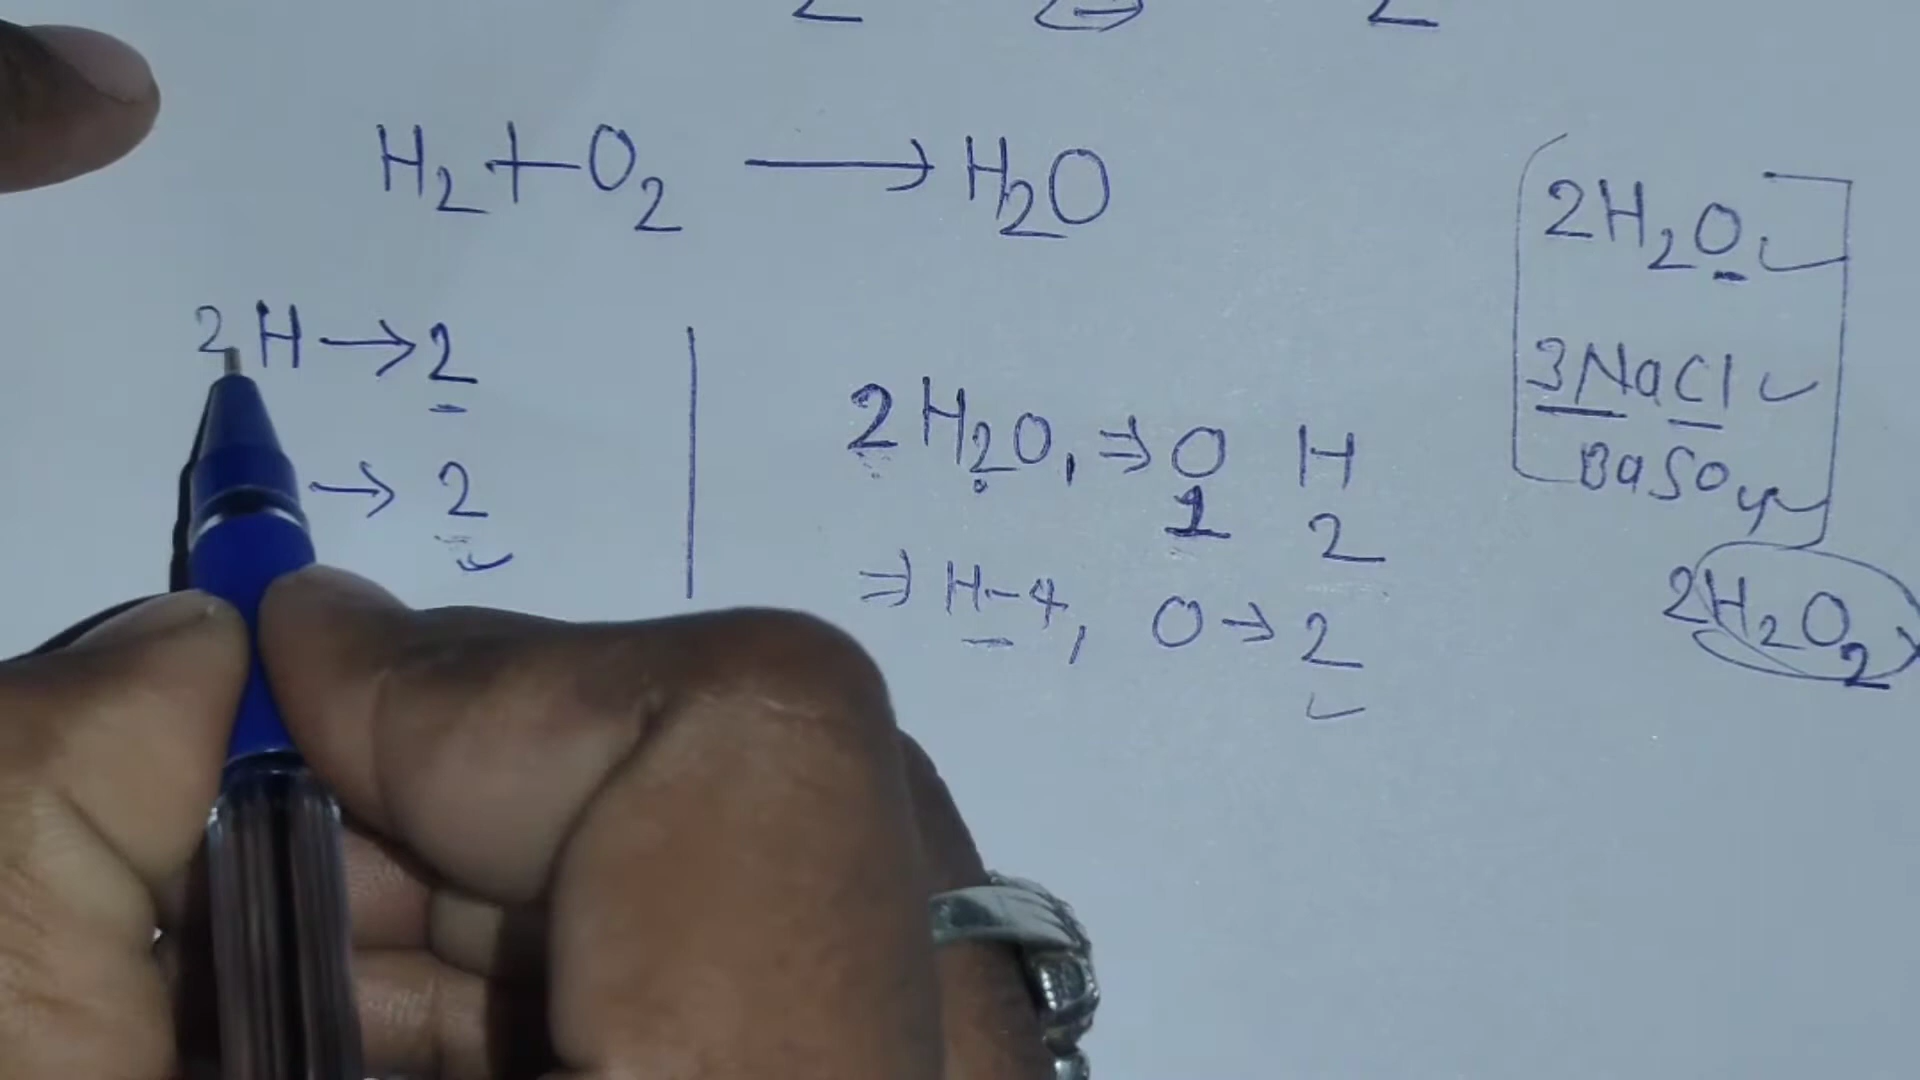 H₂+O₂ → H₂O
2H → 2
→ 2
2H₂O, ⇒ O H
1 2
⇒ H-4, O → 2
2H₂O
3NaCl
BaSO₄
2H₂O₂